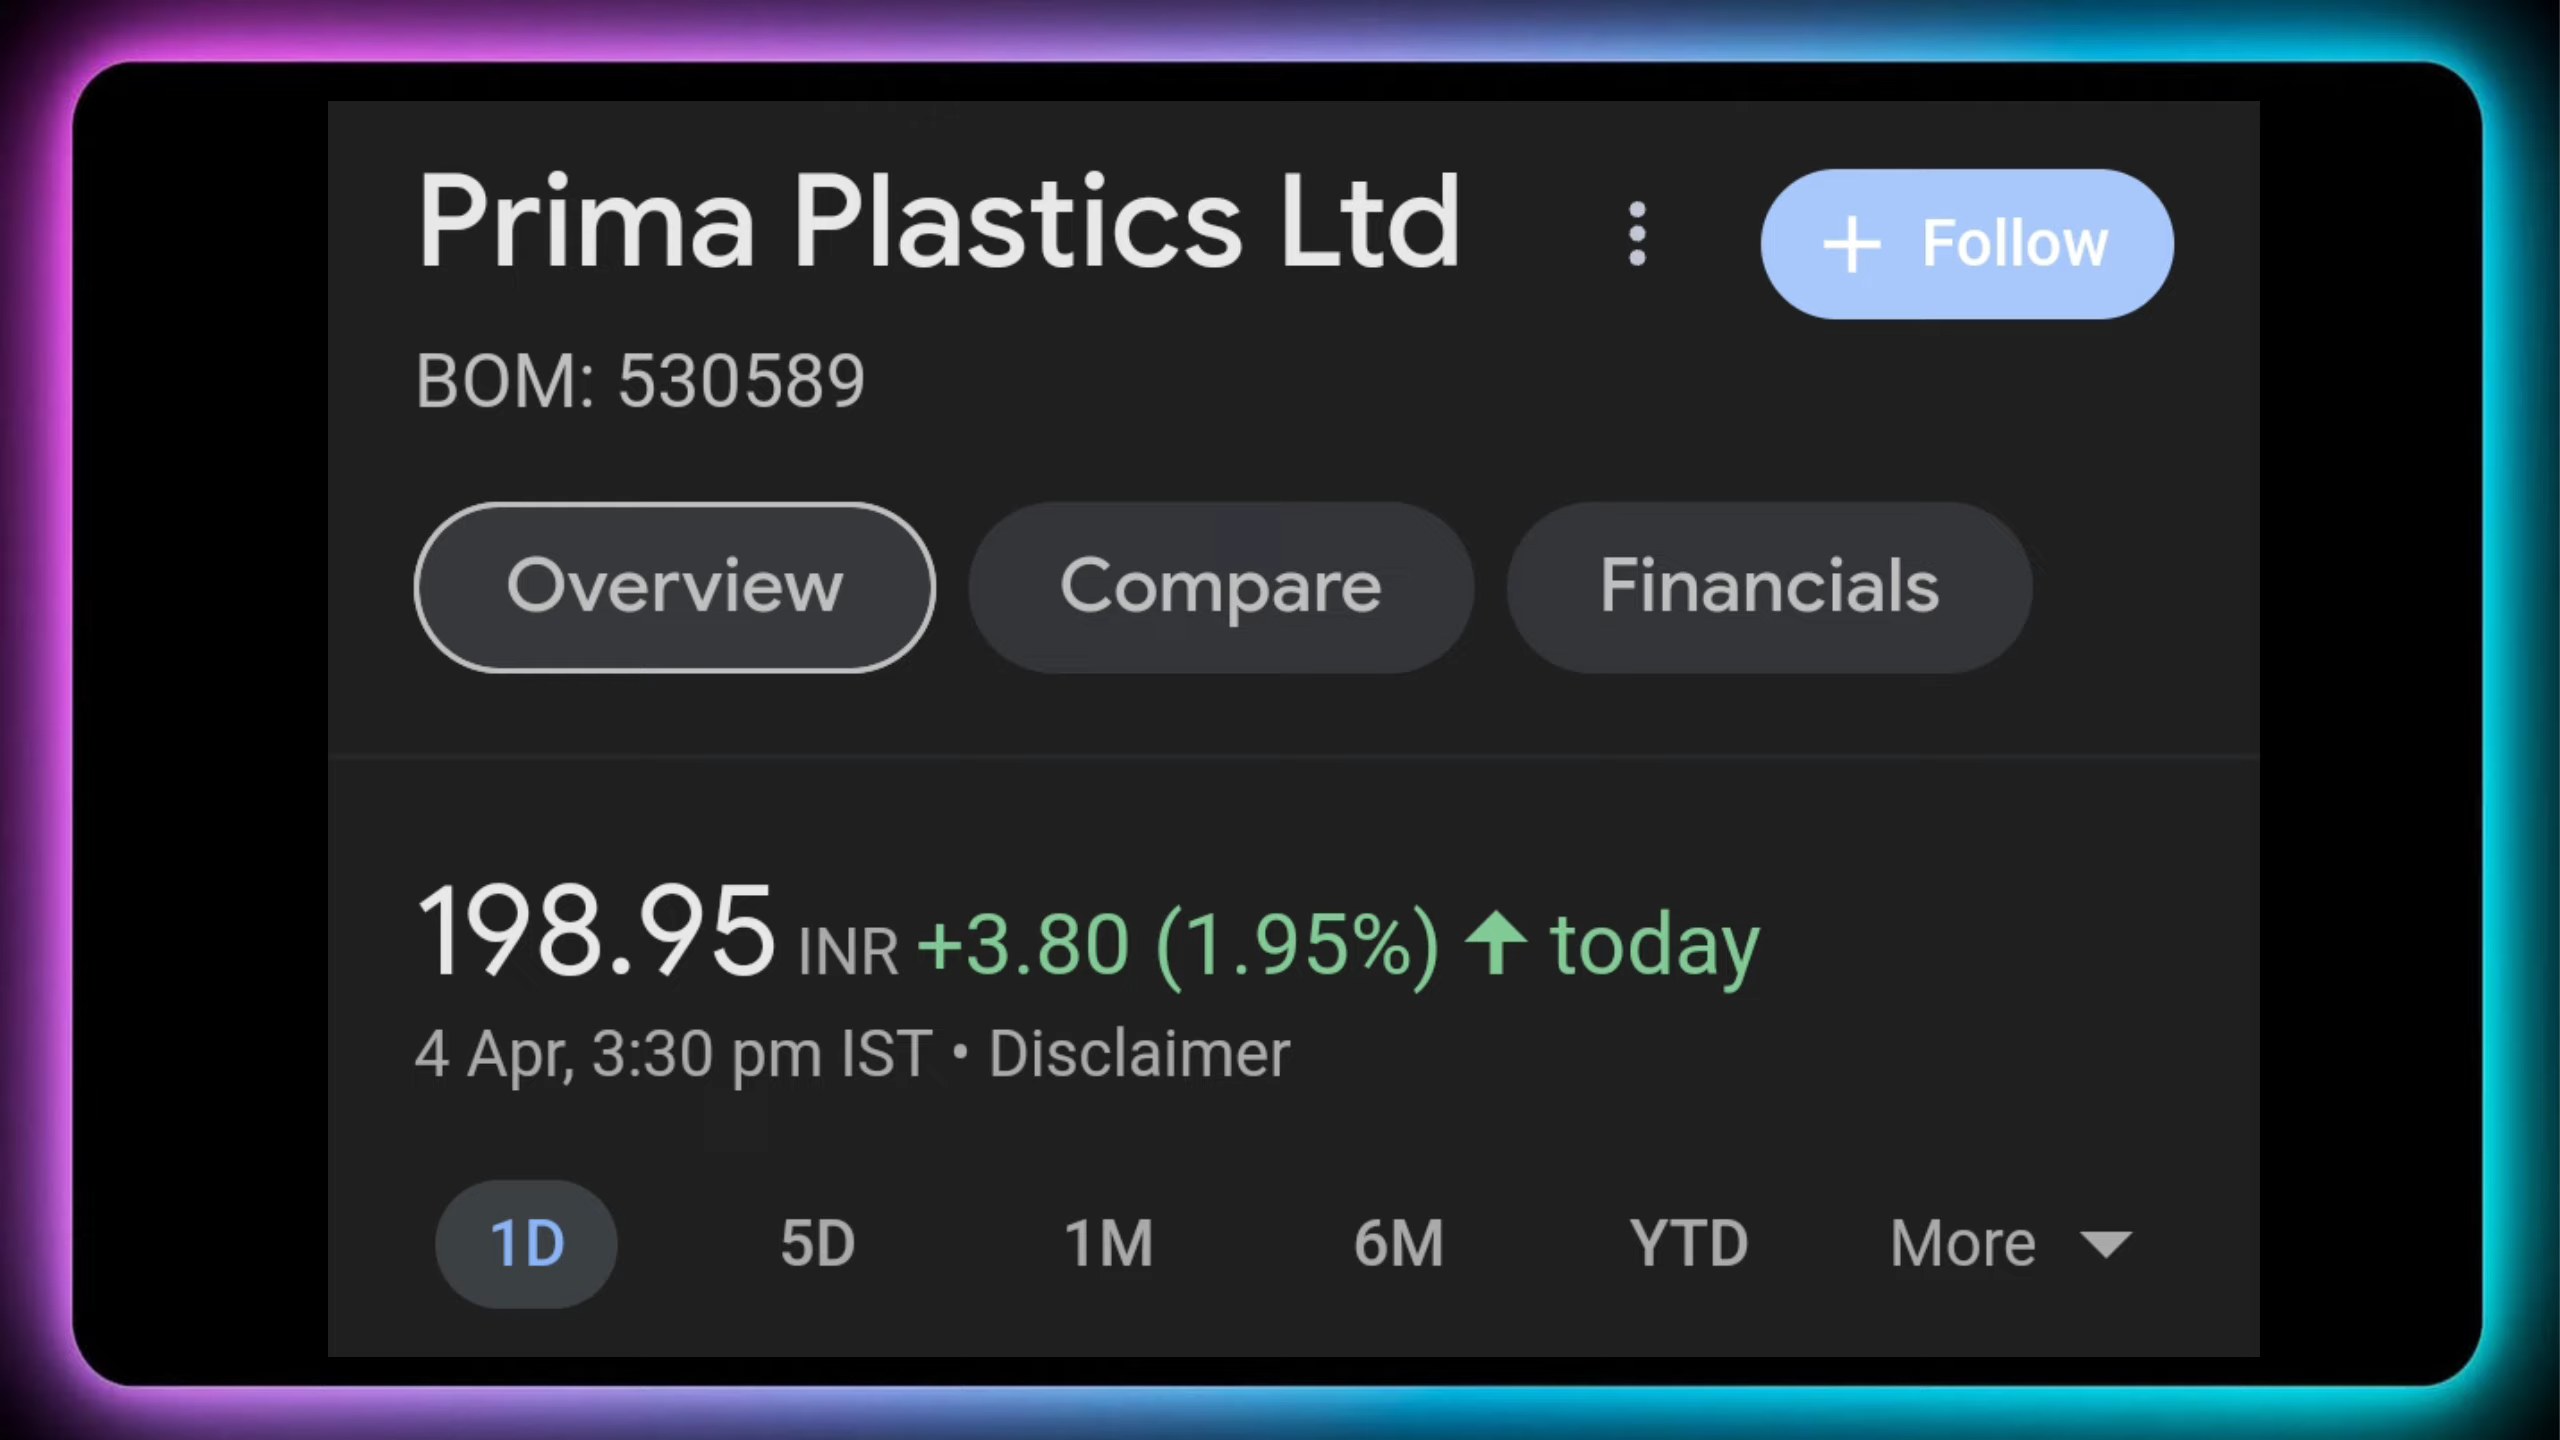 Prima Plastics Ltd
+ Follow
BOM: 530589
Overview Compare Financials
198.95 INR +3.80 (1.95%) ↑ today
4 Apr, 3:30 pm IST • Disclaimer
1D 5D 1M 6M YTD More